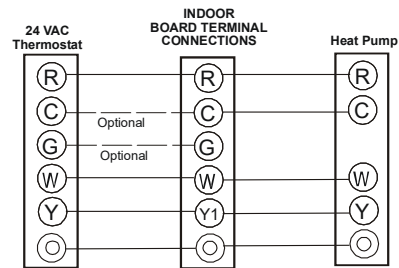 24 VAC
Thermostat
INDOOR
BOARD TERMINAL
CONNECTIONS
Heat Pump
R
R
R
C
Optional
C
C
G
Optional
G
W
W
W
Y
Y1
Y
O
O
O